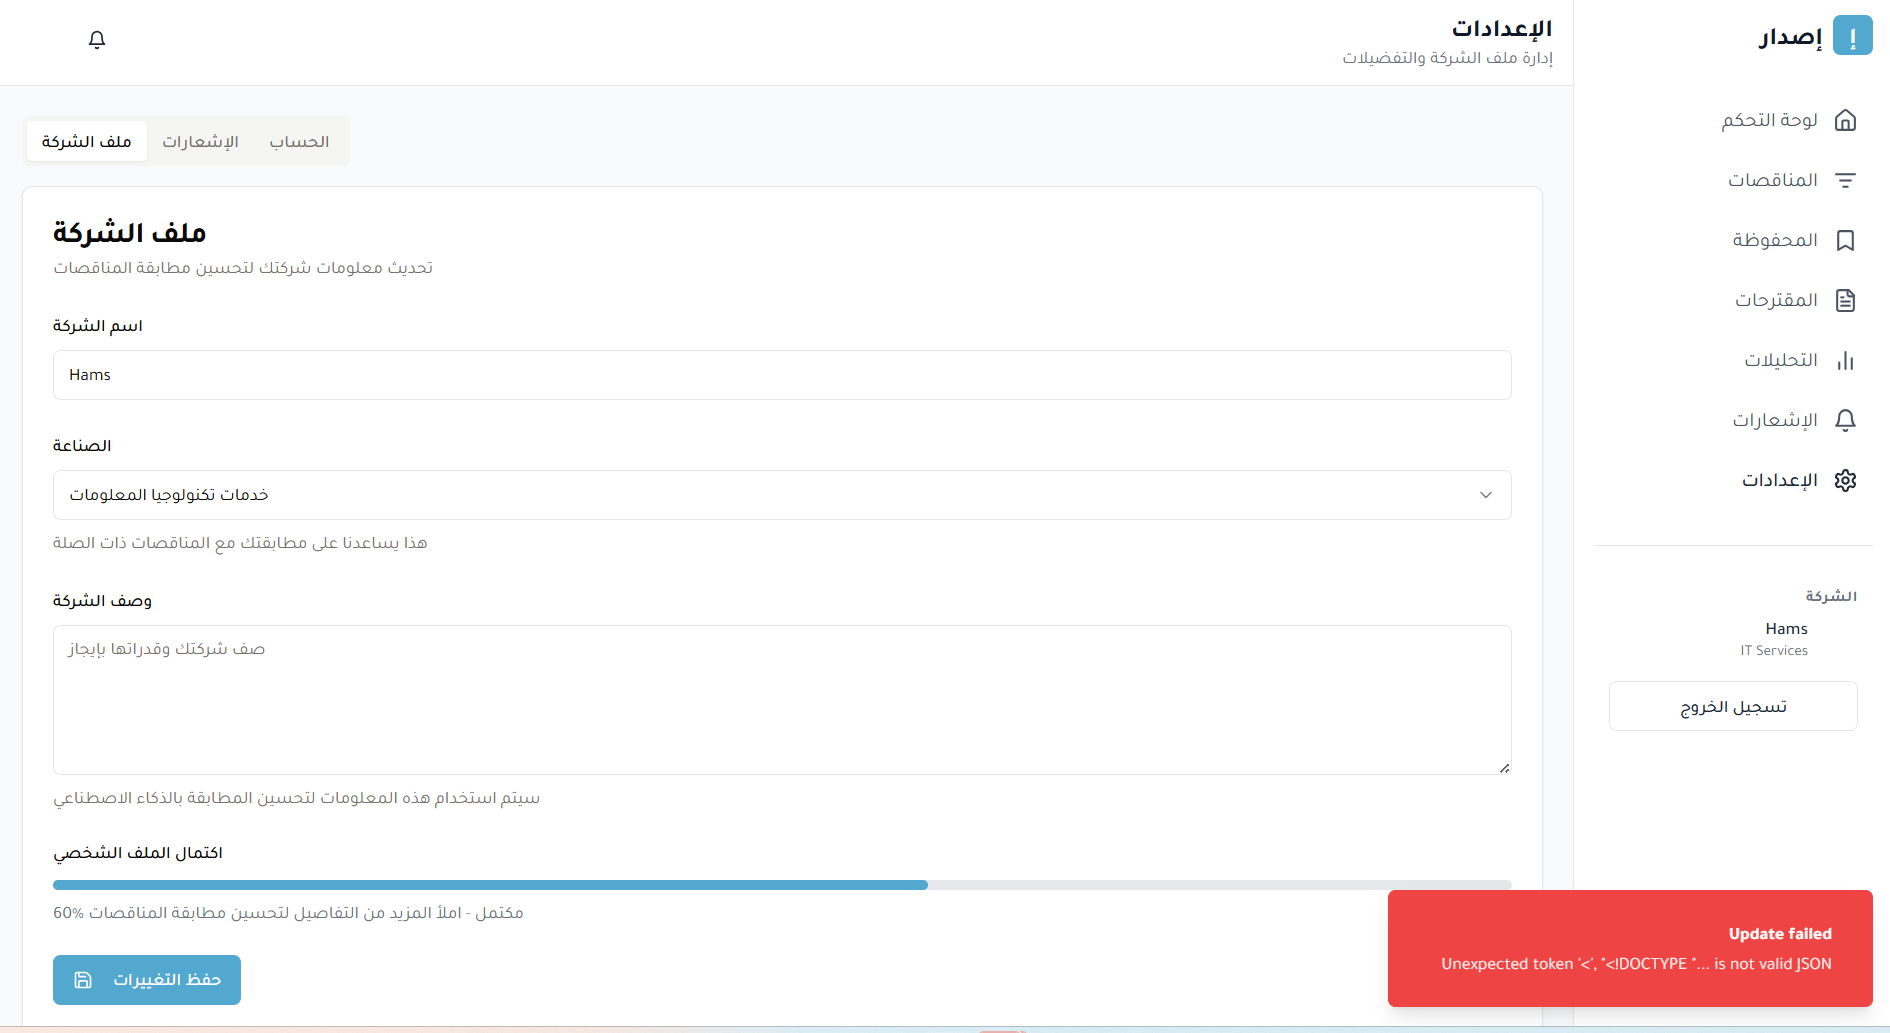 إ
إصدار
لوحة التحكم
المناقصات
المحفوظة
المقترحات
التحليلات
الإشعارات
الإعدادات
الشركة
Hams
IT Services
تسجيل الخروج
الإعدادات
إدارة ملف الشركة والتفضيلات
الحساب
الإشعارات
ملف الشركة
ملف الشركة
تحديث معلومات شركتك لتحسين مطابقة المناقصات
اسم الشركة
Hams
الصناعة
خدمات تكنولوجيا المعلومات
هذا يساعدنا على مطابقتك مع المناقصات ذات الصلة
وصف الشركة
صف شركتك وقدراتها بإيجاز
سيتم استخدام هذه المعلومات لتحسين المطابقة بالذكاء الاصطناعي
اكتمال الملف الشخصي
60% مكتمل - املأ المزيد من التفاصيل لتحسين مطابقة المناقصات
حفظ التغييرات
Update failed
Unexpected token '<', "<!DOCTYPE "... is not valid JSON